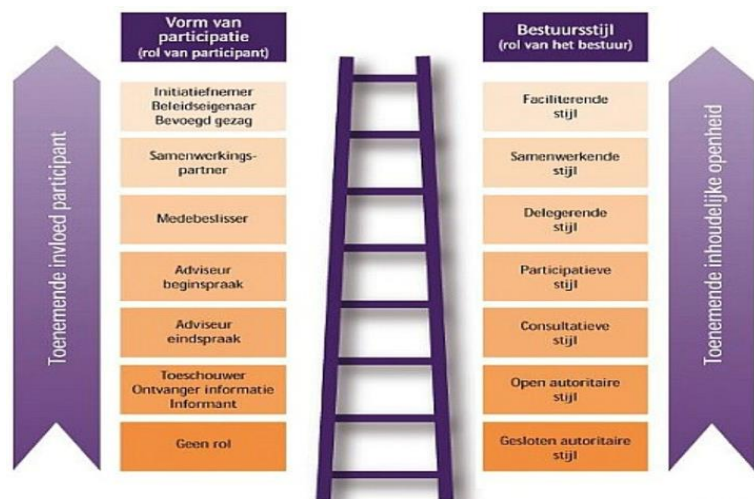 Vorm van
participatie
(rol van participant)
Initiatiefnemer
Beleidseigenaar
Bevoegd gezag
Samenwerkings-
partner
Medebeslisser
Adviseur
beginspraak
Adviseur
eindspraak
Toeschouwer
Ontvanger informatie
Informant
Geen rol
Bestuursstijl
(rol van het bestuur)
Faciliterende
stijl
Samenwerkende
stijl
Delegerende
stijl
Participatieve
stijl
Consultatieve
stijl
Open autoritaire
stijl
Gesloten autoritaire
stijl
Toenemende invloed participant
Toenemende inhoudelijke openheid